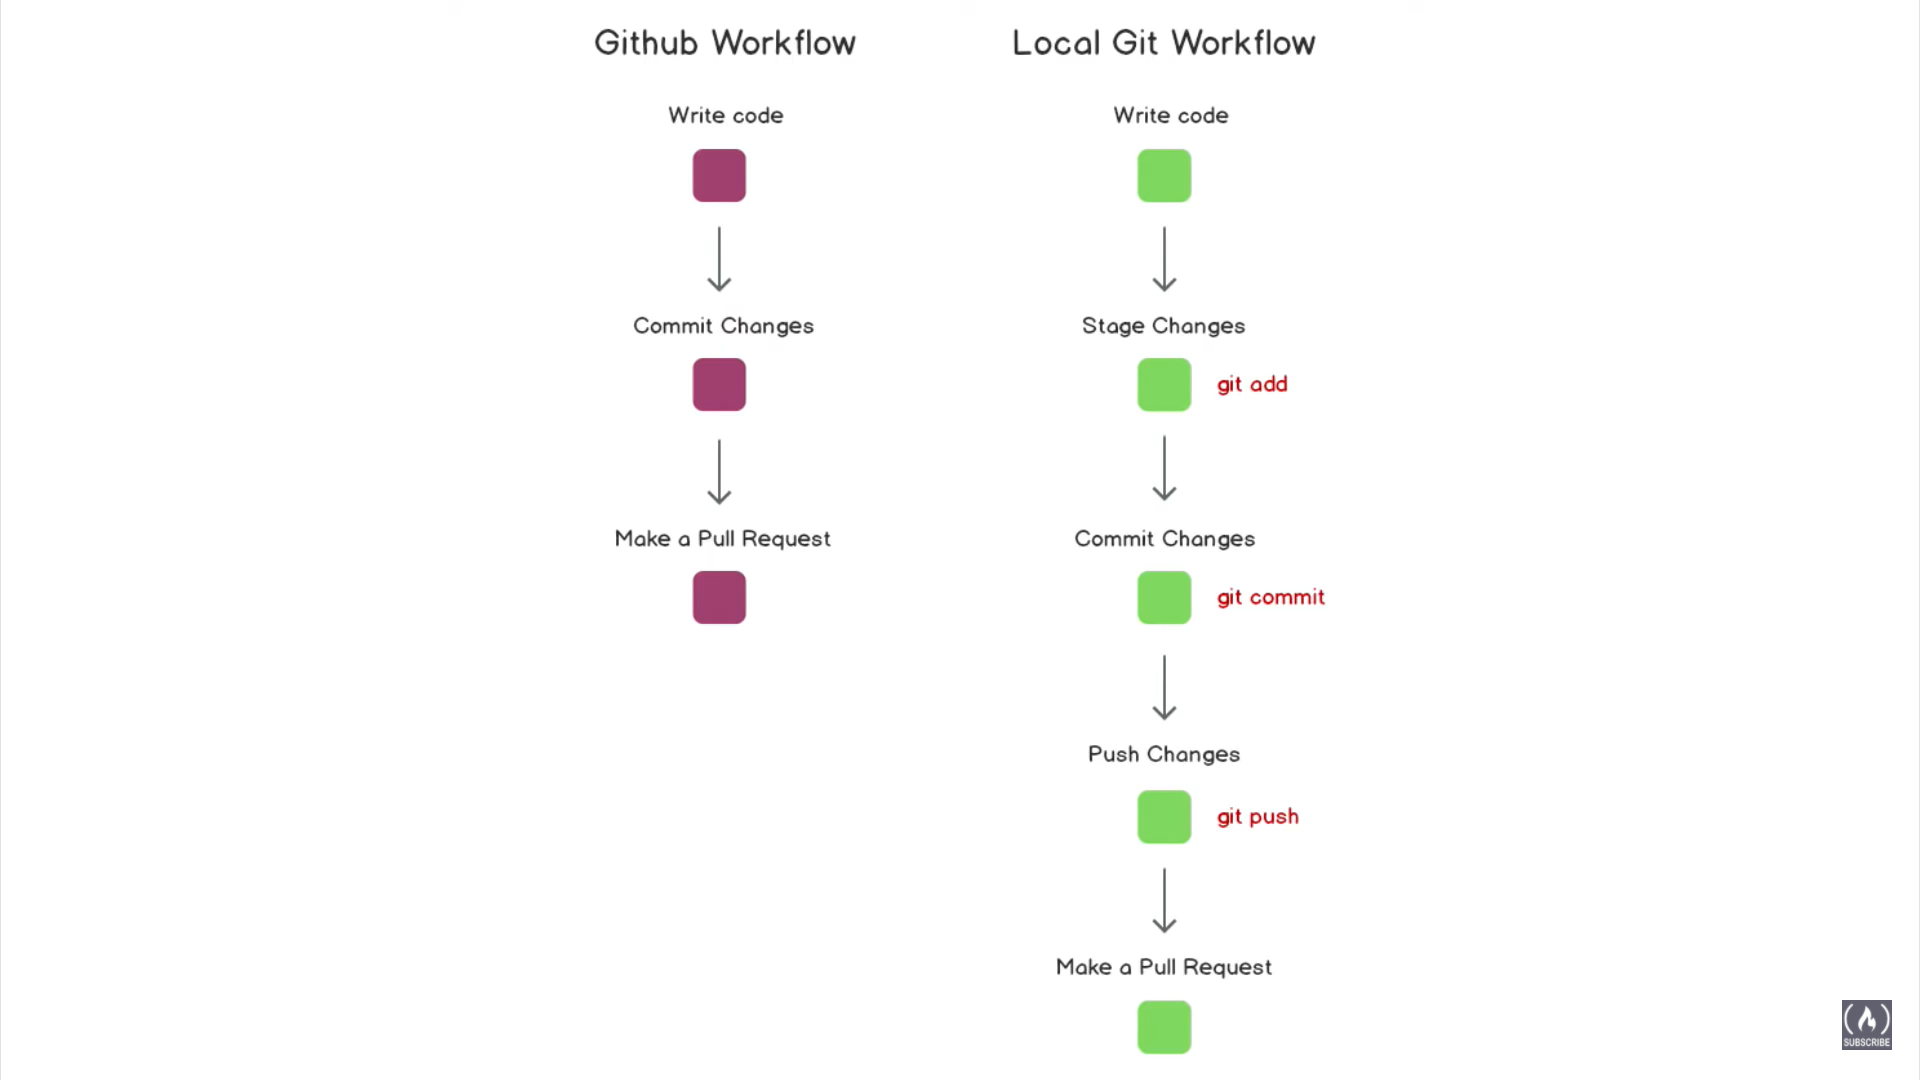 Github Workflow
Write code
Commit Changes
Make a Pull Request
Local Git Workflow
Write code
Stage Changes
git add
Commit Changes
git commit
Push Changes
git push
Make a Pull Request
SUBSCRIBE